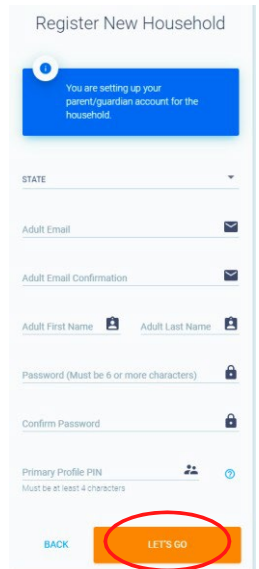 Register New Household
You are setting up your
parent/guardian account for the
household.
STATE
Adult Email
Adult Email Confirmation
Adult First Name Adult Last Name
Password (Must be 6 or more characters)
Confirm Password
Primary Profile PIN
Must be at least 4 characters
BACK LET'S GO